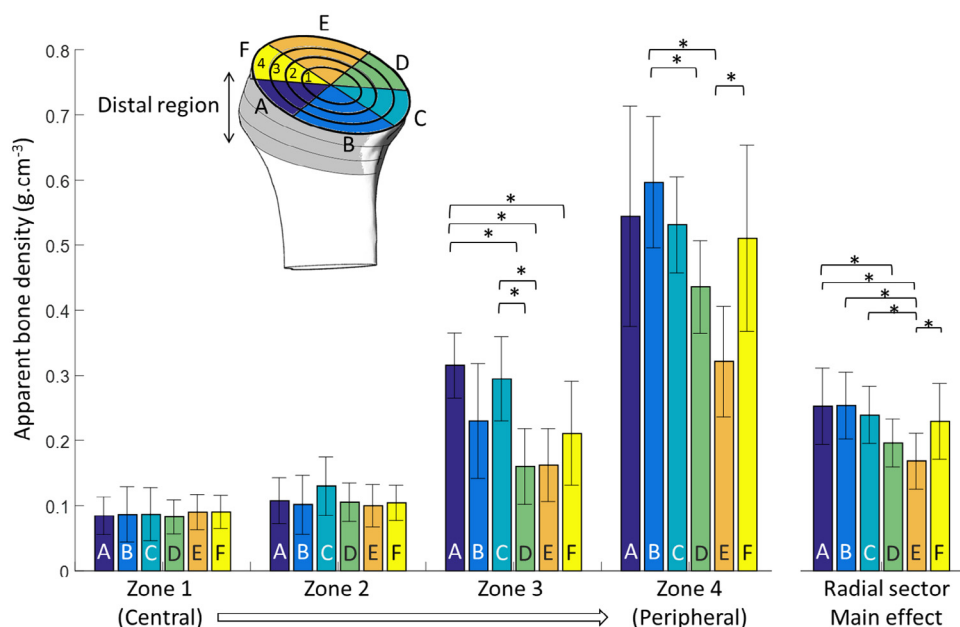 E
F
D
4 3 2 1
Distal region
A
C
B
Apparent bone density (g.cm-3)
0.8
0.7
0.6
0.5
0.4
0.3
0.2
0.1
0
* * *
* * * * *
* * * * *
A B C D E F
A B C D E F
A B C D E F
A B C D E F
A B C D E F
Zone 1
(Central)
Zone 2
Zone 3
Zone 4
(Peripheral)
Radial sector
Main effect